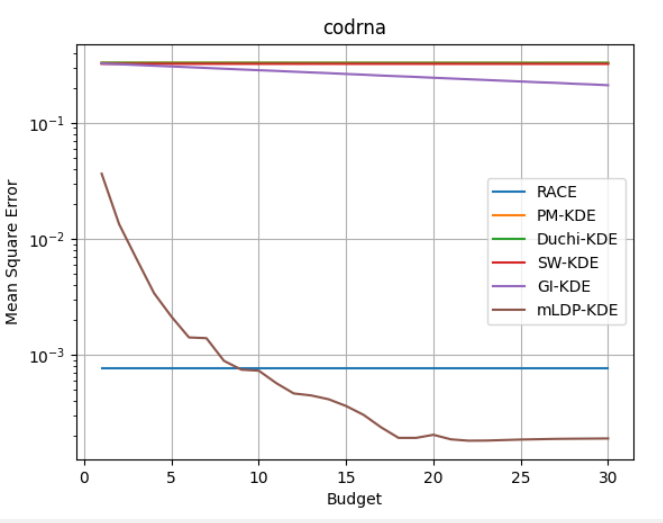 codrna
Mean Square Error
10⁻¹
10⁻²
10⁻³
RACE
PM-KDE
Duchi-KDE
SW-KDE
GI-KDE
mLDP-KDE
0 5 10 15 20 25 30
Budget